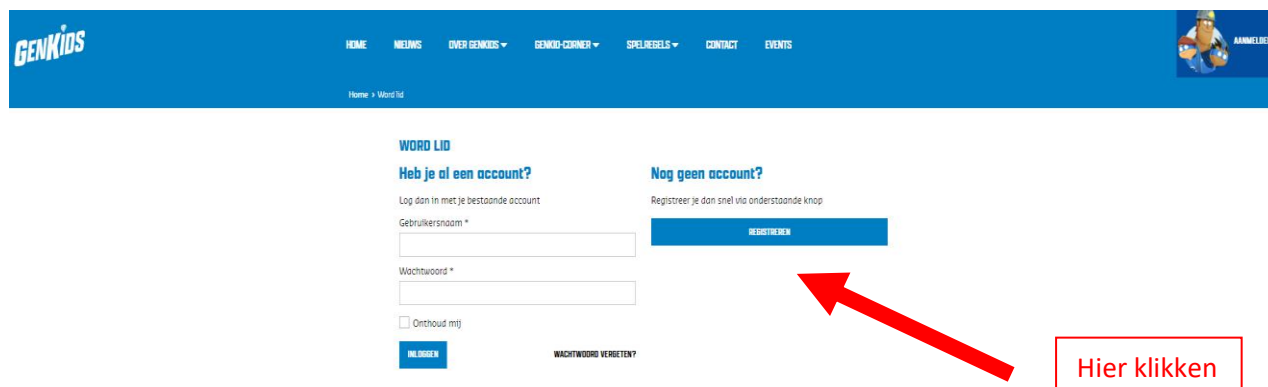 GENKIDS
HOME NIEUWS OVER GENKIDS GENKID-CORNER SPELREGELS CONTACT EVENTS
AANMELDE
Home > Word lid
WORD LID
Heb je al een account?
Log dan in met je bestaande account
Gebruikersnaam *
Wachtwoord *
Onthoud mij
INLOGGEN WACHTWOORD VERGETEN?
Nog geen account?
Registreer je dan snel via onderstaande knop
REGISTREREN
Hier klikken